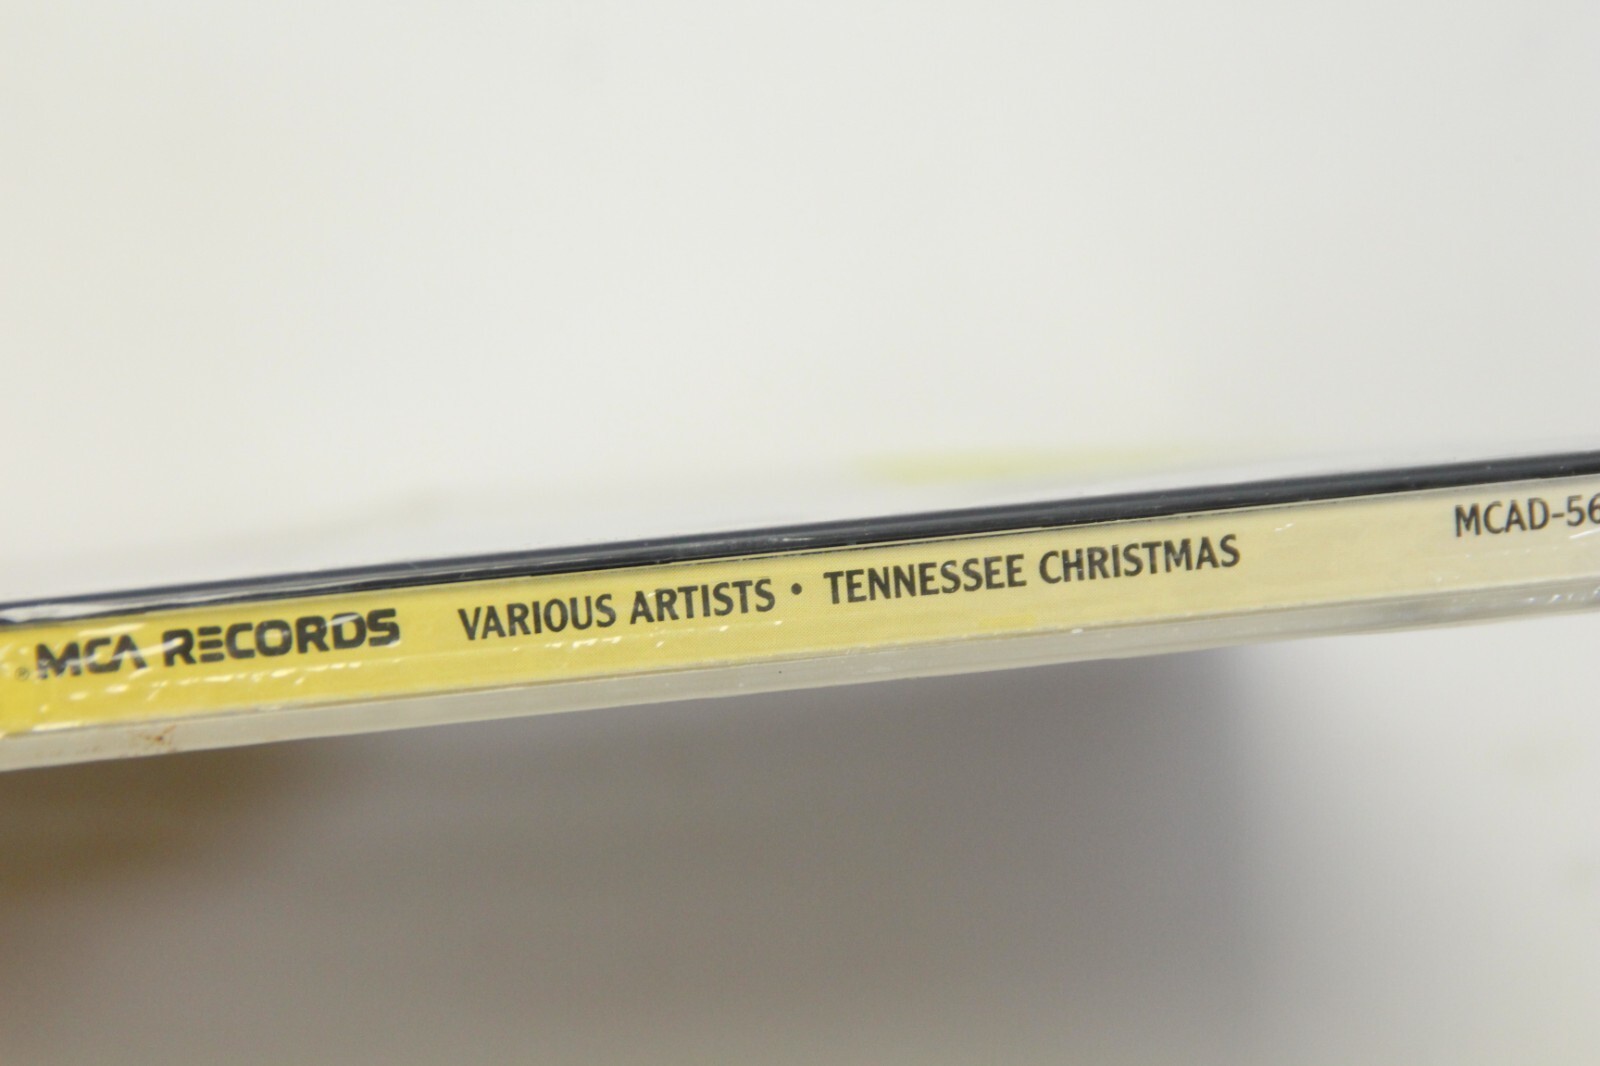 ® MCA RECORDS VARIOUS ARTISTS • TENNESSEE CHRISTMAS MCAD-56